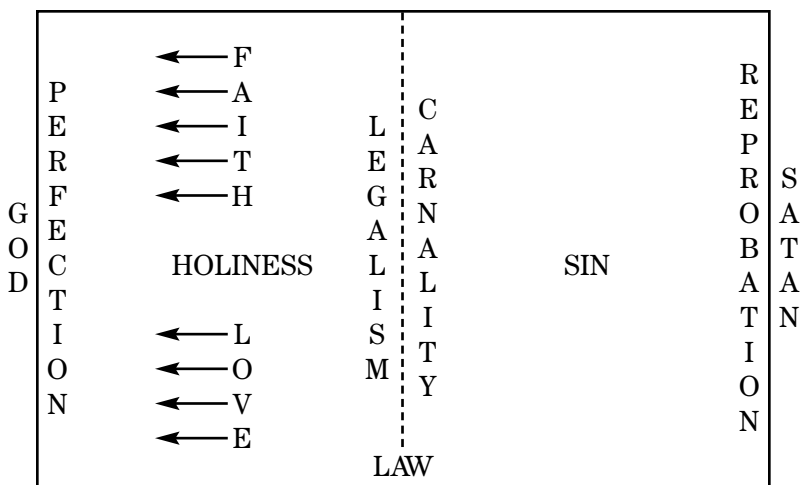 GOD
PERFECTION
FAITH
HOLINESS
LOVE
LEGALISM
CARNALITY
LAW
SIN
REPROBATION
SATAN